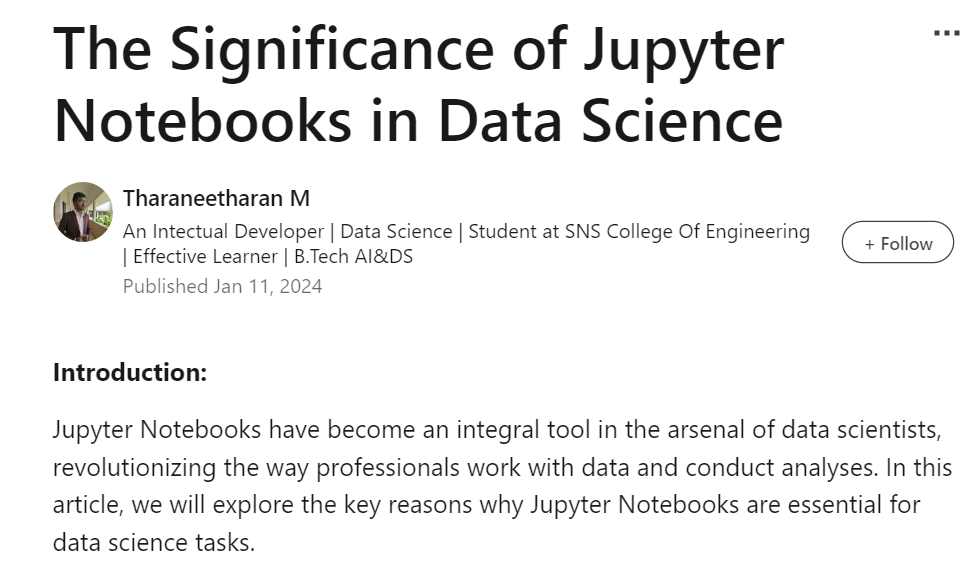 The Significance of Jupyter
Notebooks in Data Science
Tharaneetharan M
An Intectual Developer | Data Science | Student at SNS College Of Engineering
| Effective Learner | B.Tech AI&DS
Published Jan 11, 2024
+ Follow
Introduction:
Jupyter Notebooks have become an integral tool in the arsenal of data scientists,
revolutionizing the way professionals work with data and conduct analyses. In this
article, we will explore the key reasons why Jupyter Notebooks are essential for
data science tasks.